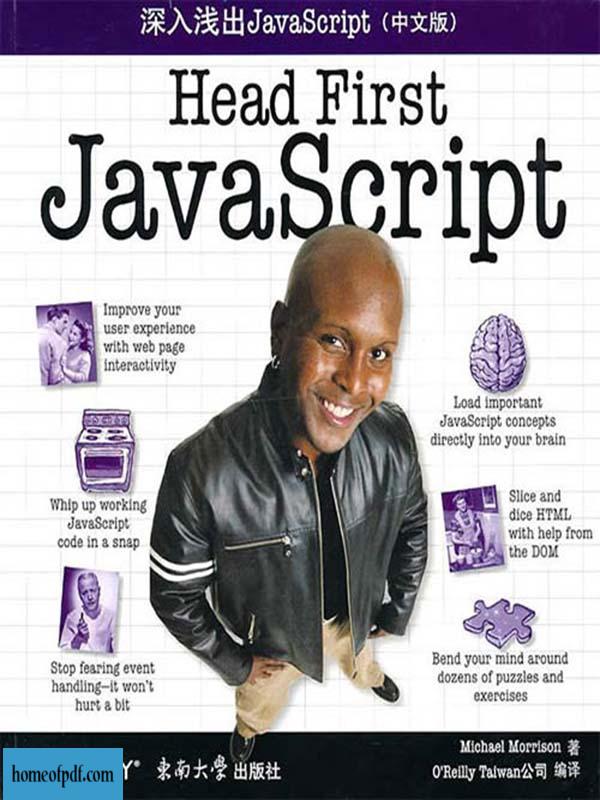 深入浅出JavaScript（中文版）
Head First
JavaScript
Improve your
user experience
with web page
interactivity
Load important
JavaScript concepts
directly into your brain
Whip up working
JavaScript
code in a snap
Slice and
dice HTML
with help from
the DOM
Stop fearing event
handling—it won't
hurt a bit
Bend your mind around
dozens of puzzles and
exercises
Michael Morrison 著
O'Reilly Taiwan公司 编译
Y® 东南大学出版社
homeofpdf.com